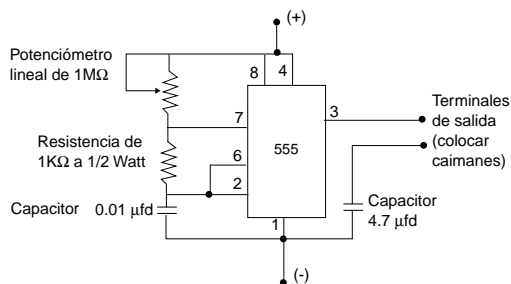 (+)
Potenciómetro
lineal de 1MΩ
8 4
7
3
Terminales
de salida
(colocar
caimanes)
Resistencia de
1KΩ a 1/2 Watt
6
555
2
Capacitor 0.01 μfd
Capacitor
4.7 μfd
1
(-)